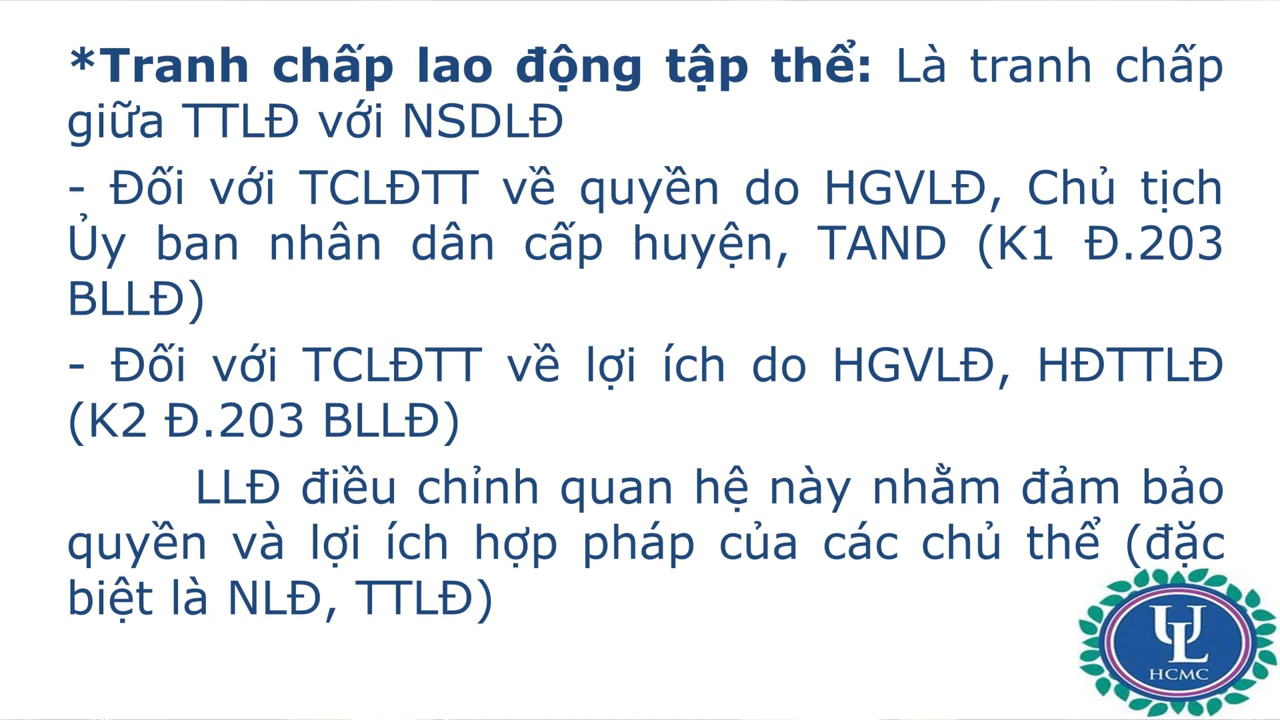 *Tranh chấp lao động tập thể: Là tranh chấp
giữa TTLĐ với NSDLĐ
- Đối với TCLĐTT về quyền do HGVLĐ, Chủ tịch
Ủy ban nhân dân cấp huyện, TAND (K1 Đ.203
BLLĐ)
- Đối với TCLĐTT về lợi ích do HGVLĐ, HĐTTLĐ
(K2 Đ.203 BLLĐ)
LLĐ điều chỉnh quan hệ này nhằm đảm bảo
quyền và lợi ích hợp pháp của các chủ thể (đặc
biệt là NLĐ, TTLĐ)
UL
HCMC